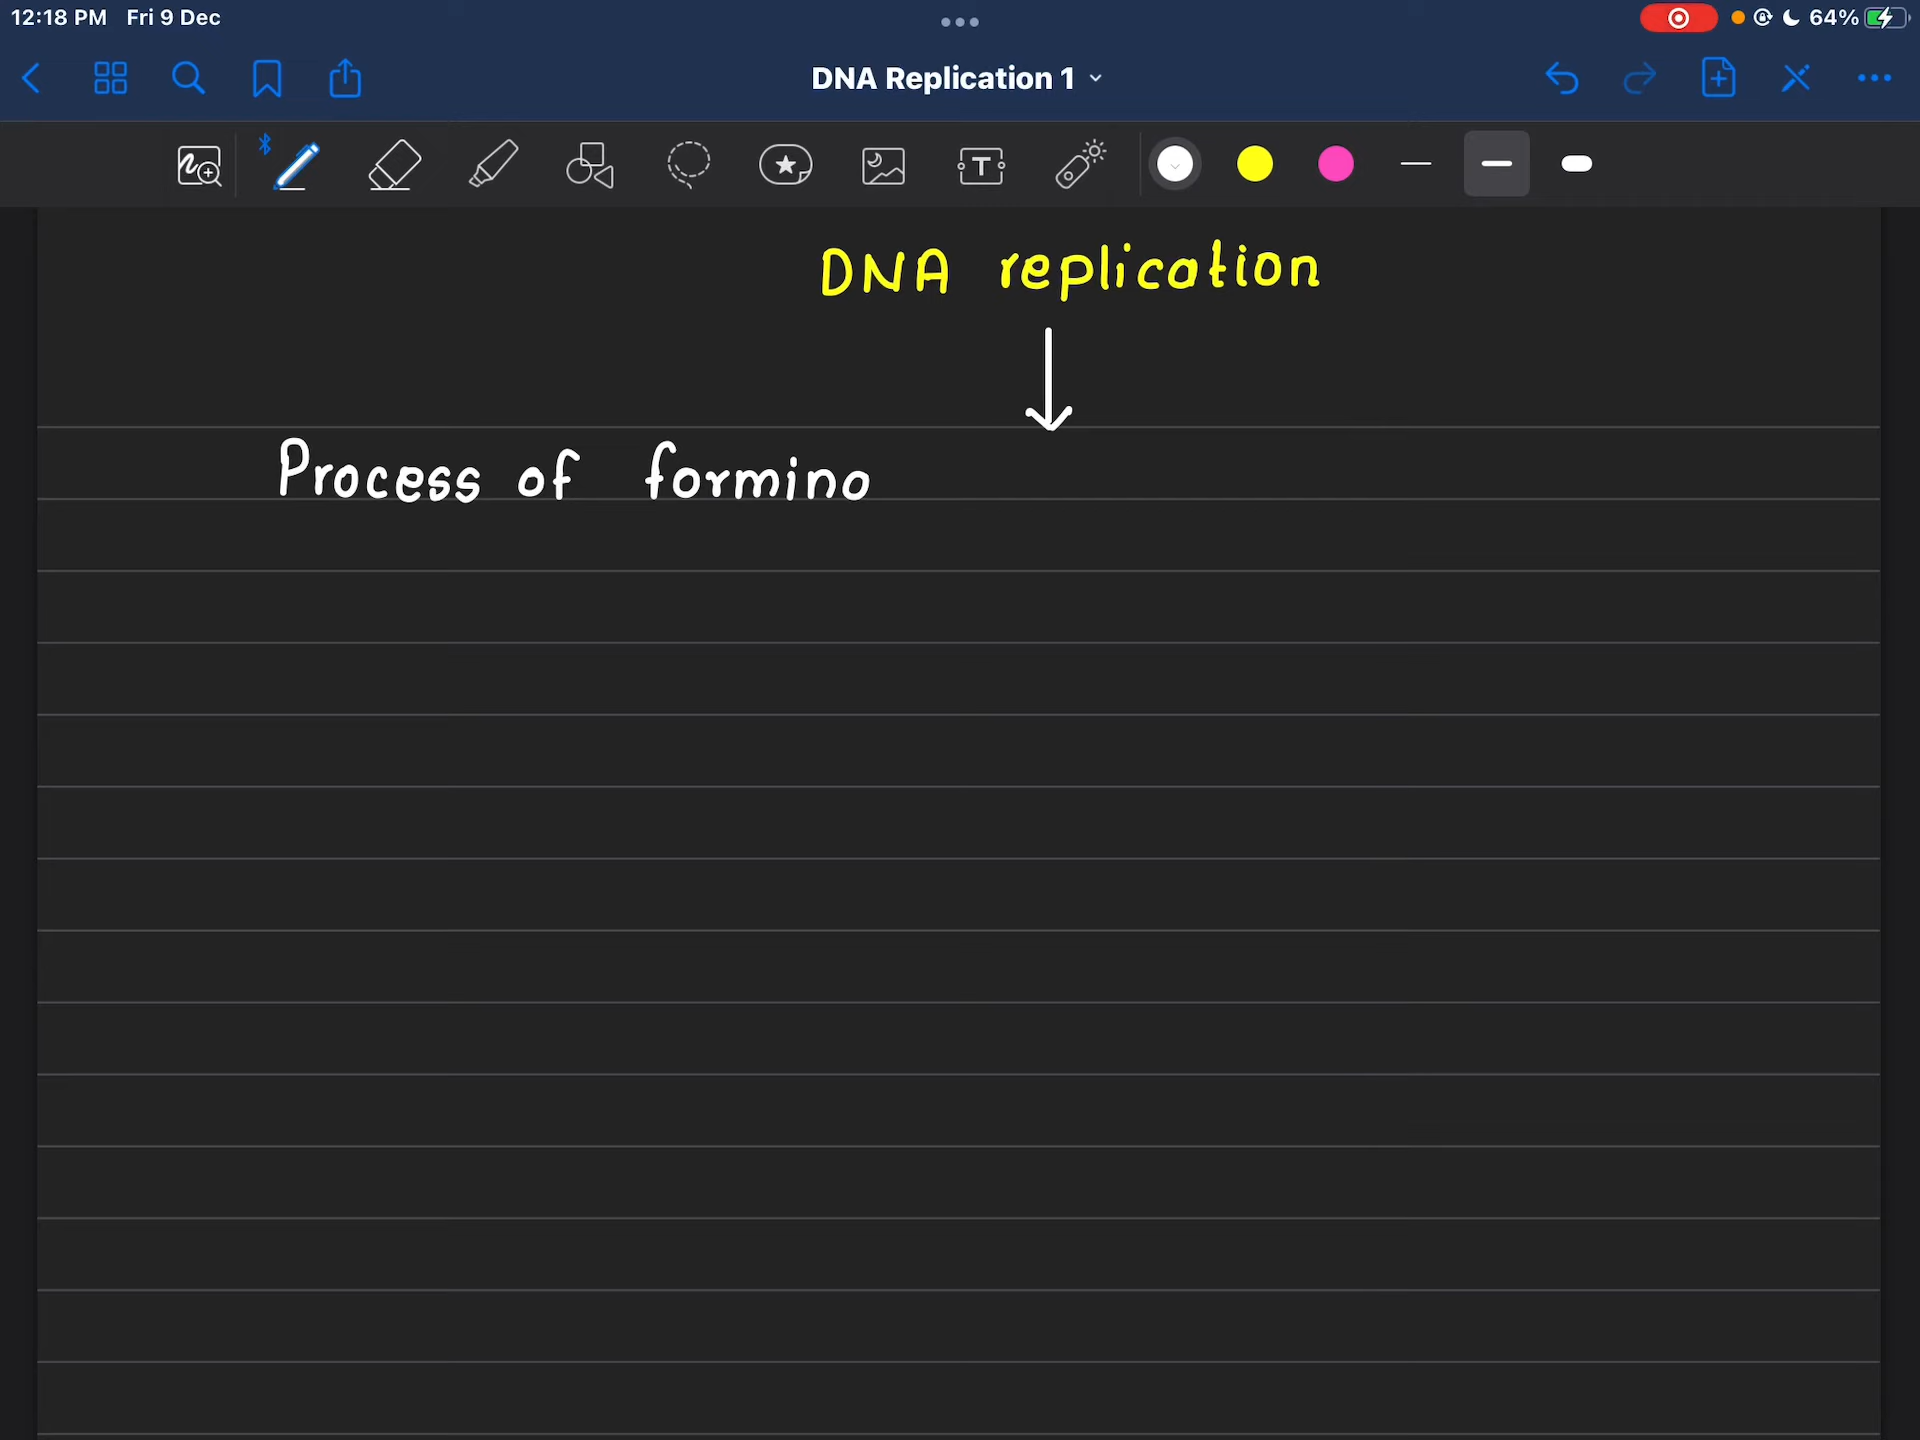 12:18 PM Fri 9 Dec 64%
DNA Replication 1
T
DNA replication
Process of formino